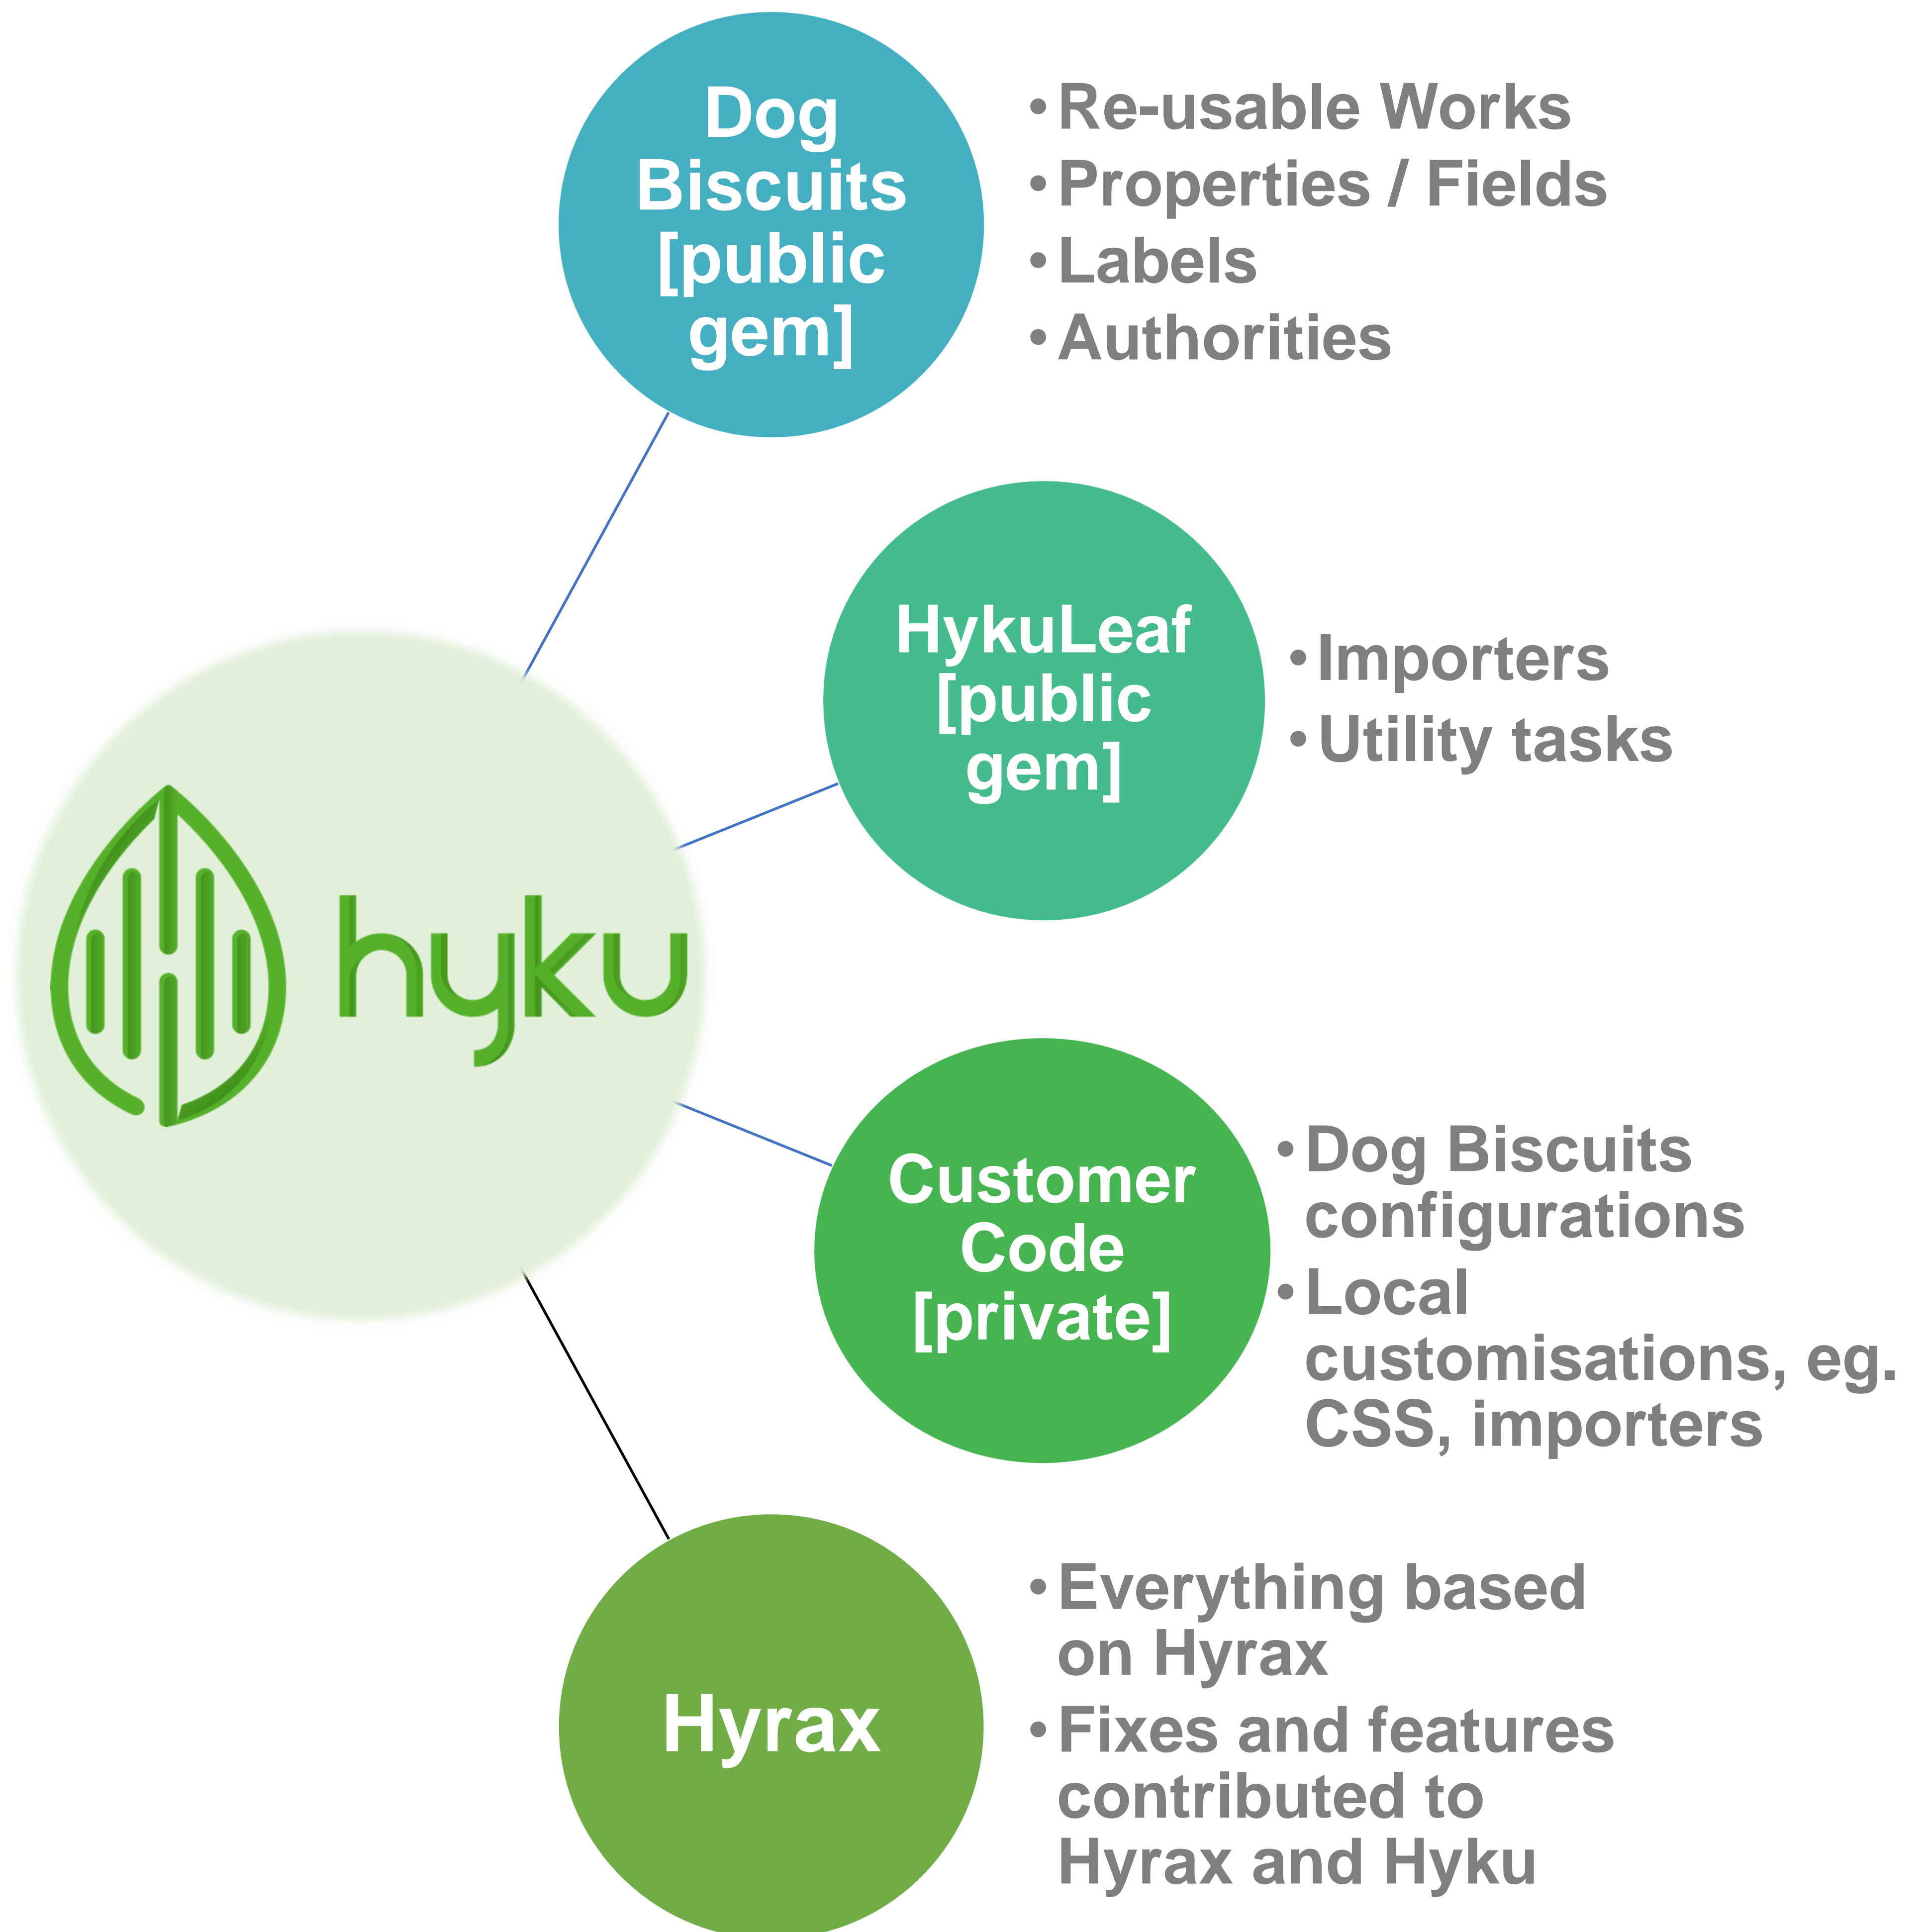 Dog
Biscuits
[public
gem]
• Re-usable Works
• Properties / Fields
• Labels
• Authorities
HykuLeaf
[public
gem]
• Importers
• Utility tasks
hyku
Customer
Code
[private]
• Dog Biscuits
configurations
• Local
customisations, eg.
CSS, importers
Hyrax
• Everything based
on Hyrax
• Fixes and features
contributed to
Hyrax and Hyku